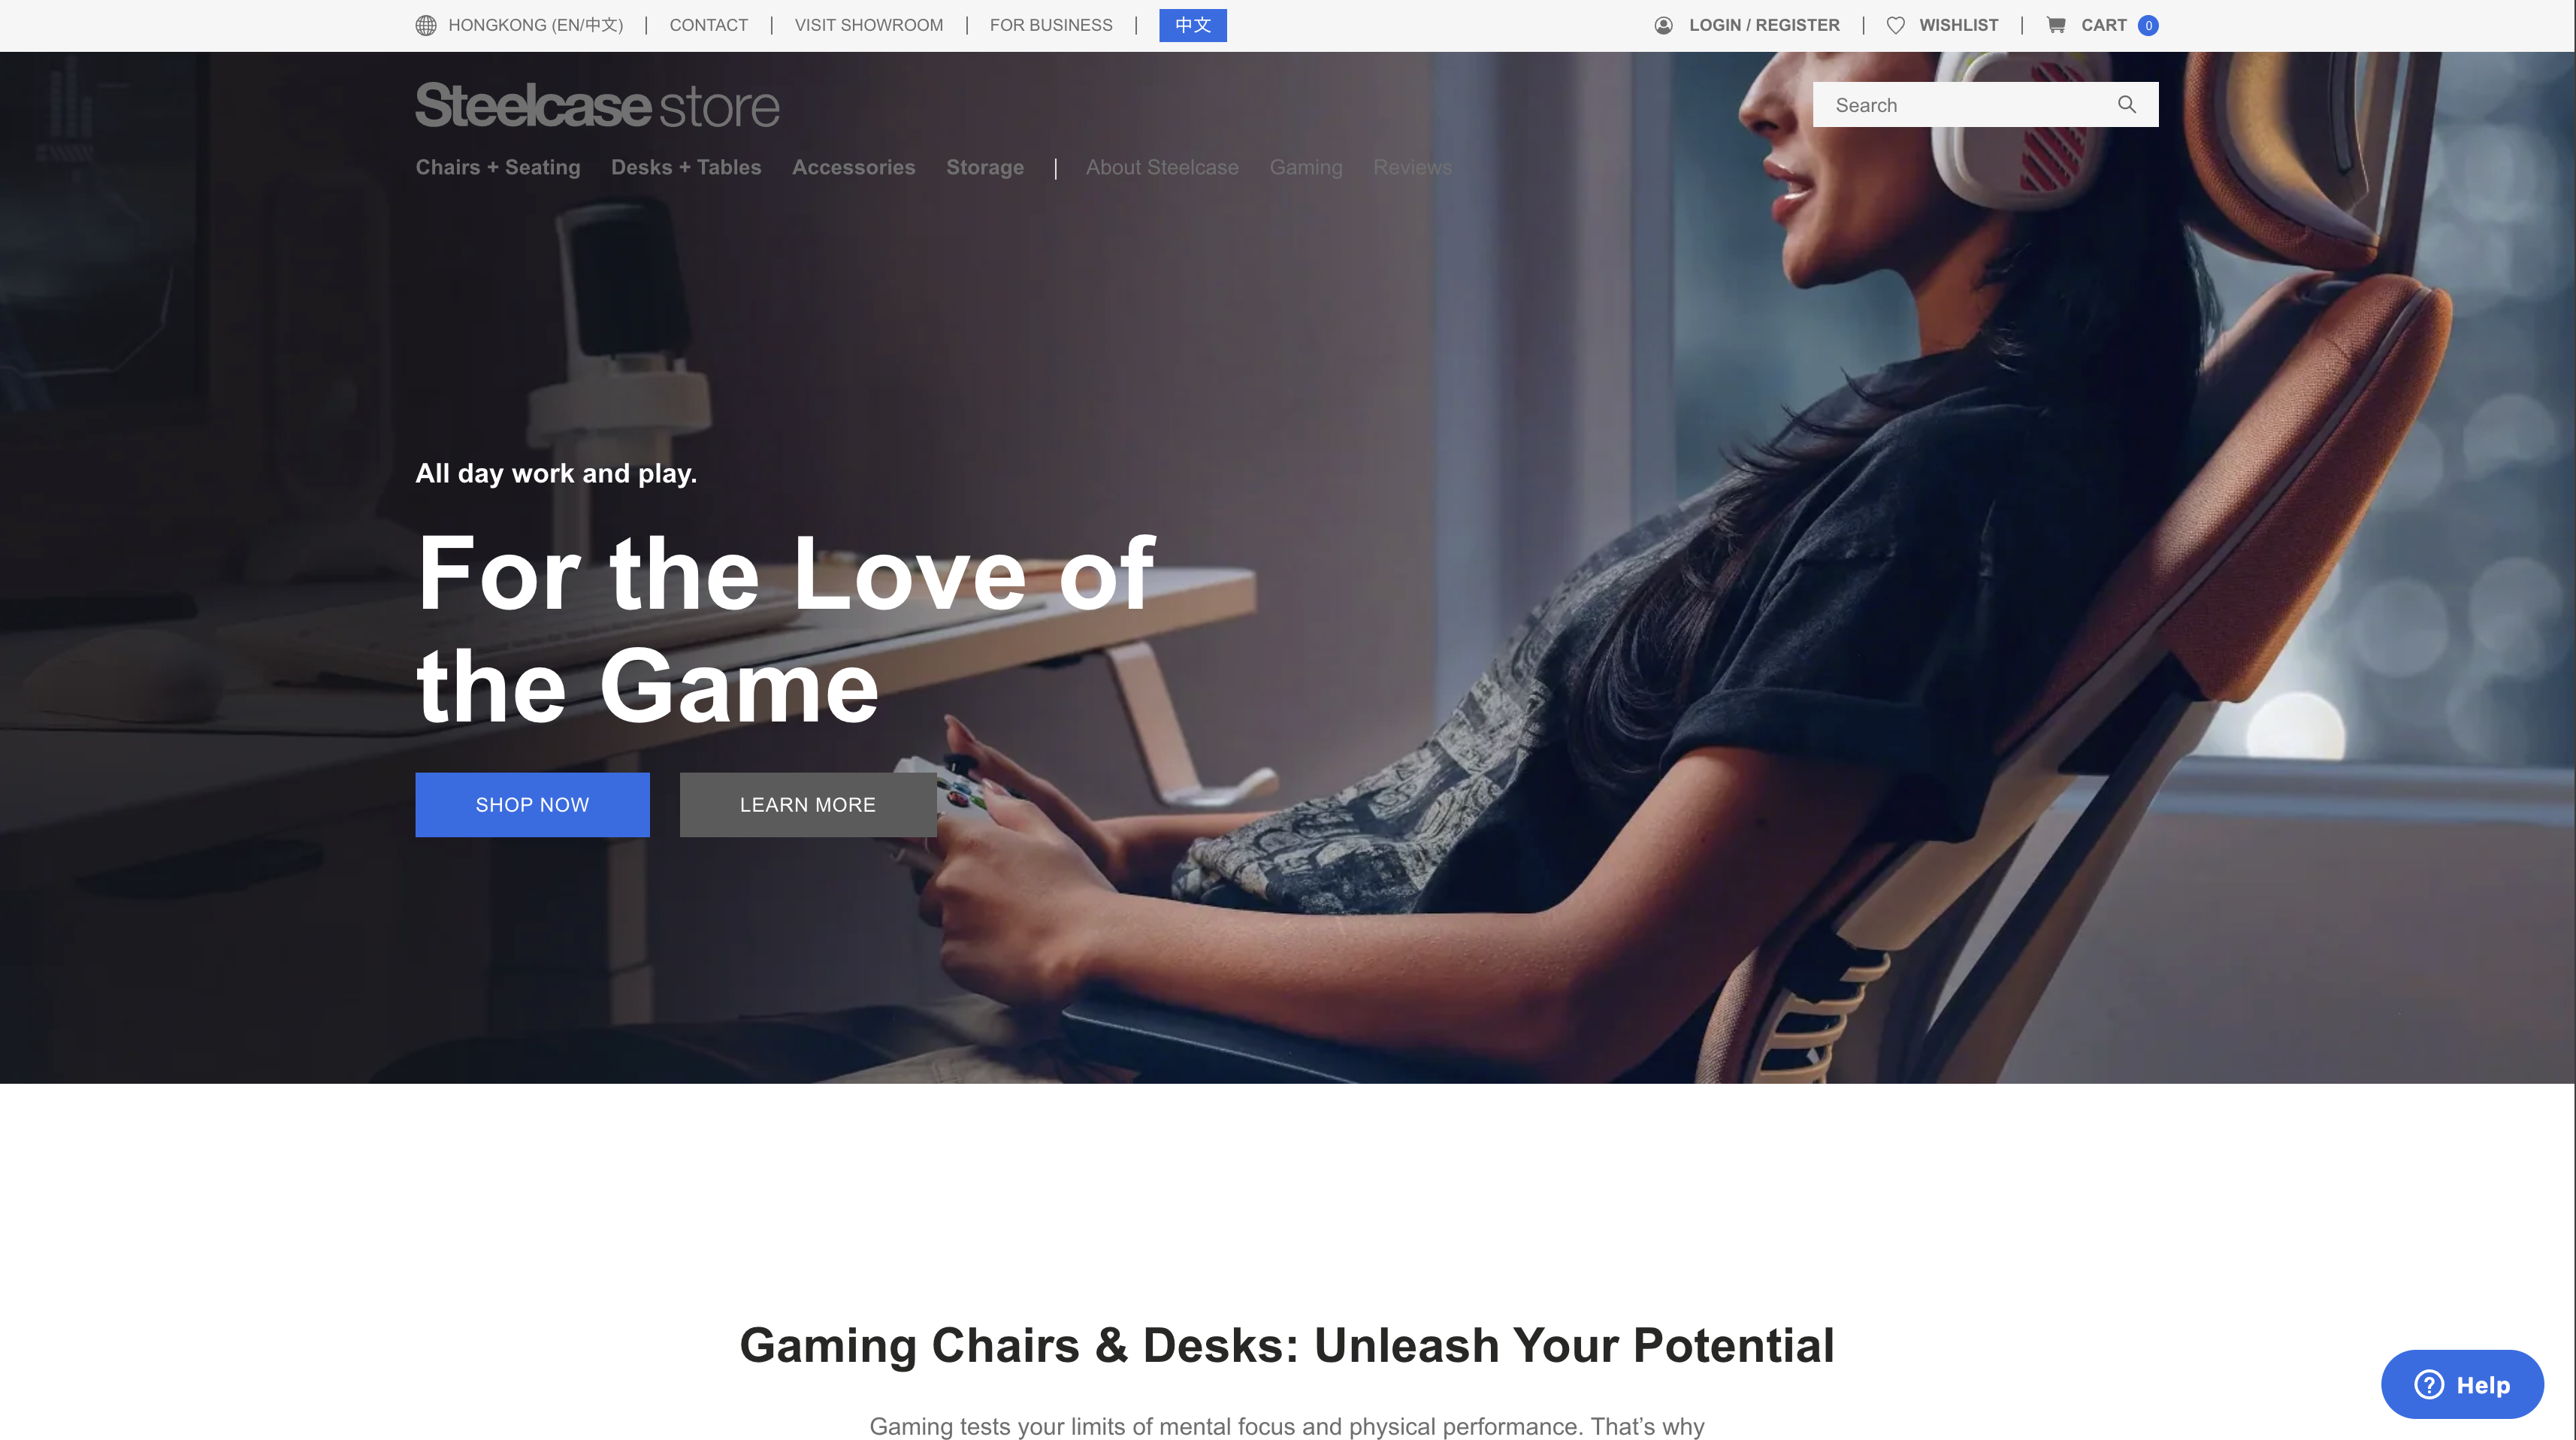 HONGKONG (EN/中文) | CONTACT | VISIT SHOWROOM | FOR BUSINESS | 中文
LOGIN / REGISTER | WISHLIST | CART 0
Steelcase store
Search
Chairs + Seating Desks + Tables Accessories Storage | About Steelcase Gaming Reviews
All day work and play.
For the Love of
the Game
SHOP NOW LEARN MORE
Gaming Chairs & Desks: Unleash Your Potential
Gaming tests your limits of mental focus and physical performance. That’s why
Help